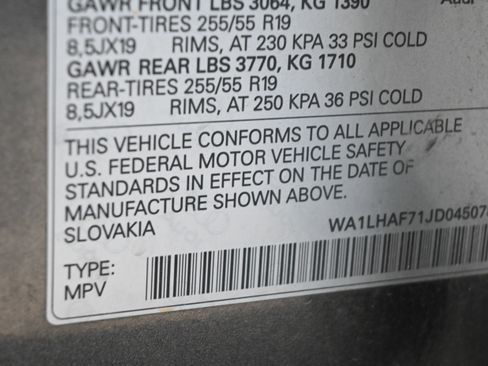 GAWR FRONT LBS 3064, KG 1390
Audi
FRONT-TIRES 255/55 R19
8,5JX19 RIMS, AT 230 KPA 33 PSI COLD
GAWR REAR LBS 3770, KG 1710
REAR-TIRES 255/55 R19
8,5JX19 RIMS, AT 250 KPA 36 PSI COLD
THIS VEHICLE CONFORMS TO ALL APPLICABLE
U.S. FEDERAL MOTOR VEHICLE SAFETY
STANDARDS IN EFFECT ON THE DATE OF
MANUFACTURE SHOWN ABOVE.
SLOVAKIA WA1LHAF71JD04507
TYPE:
MPV